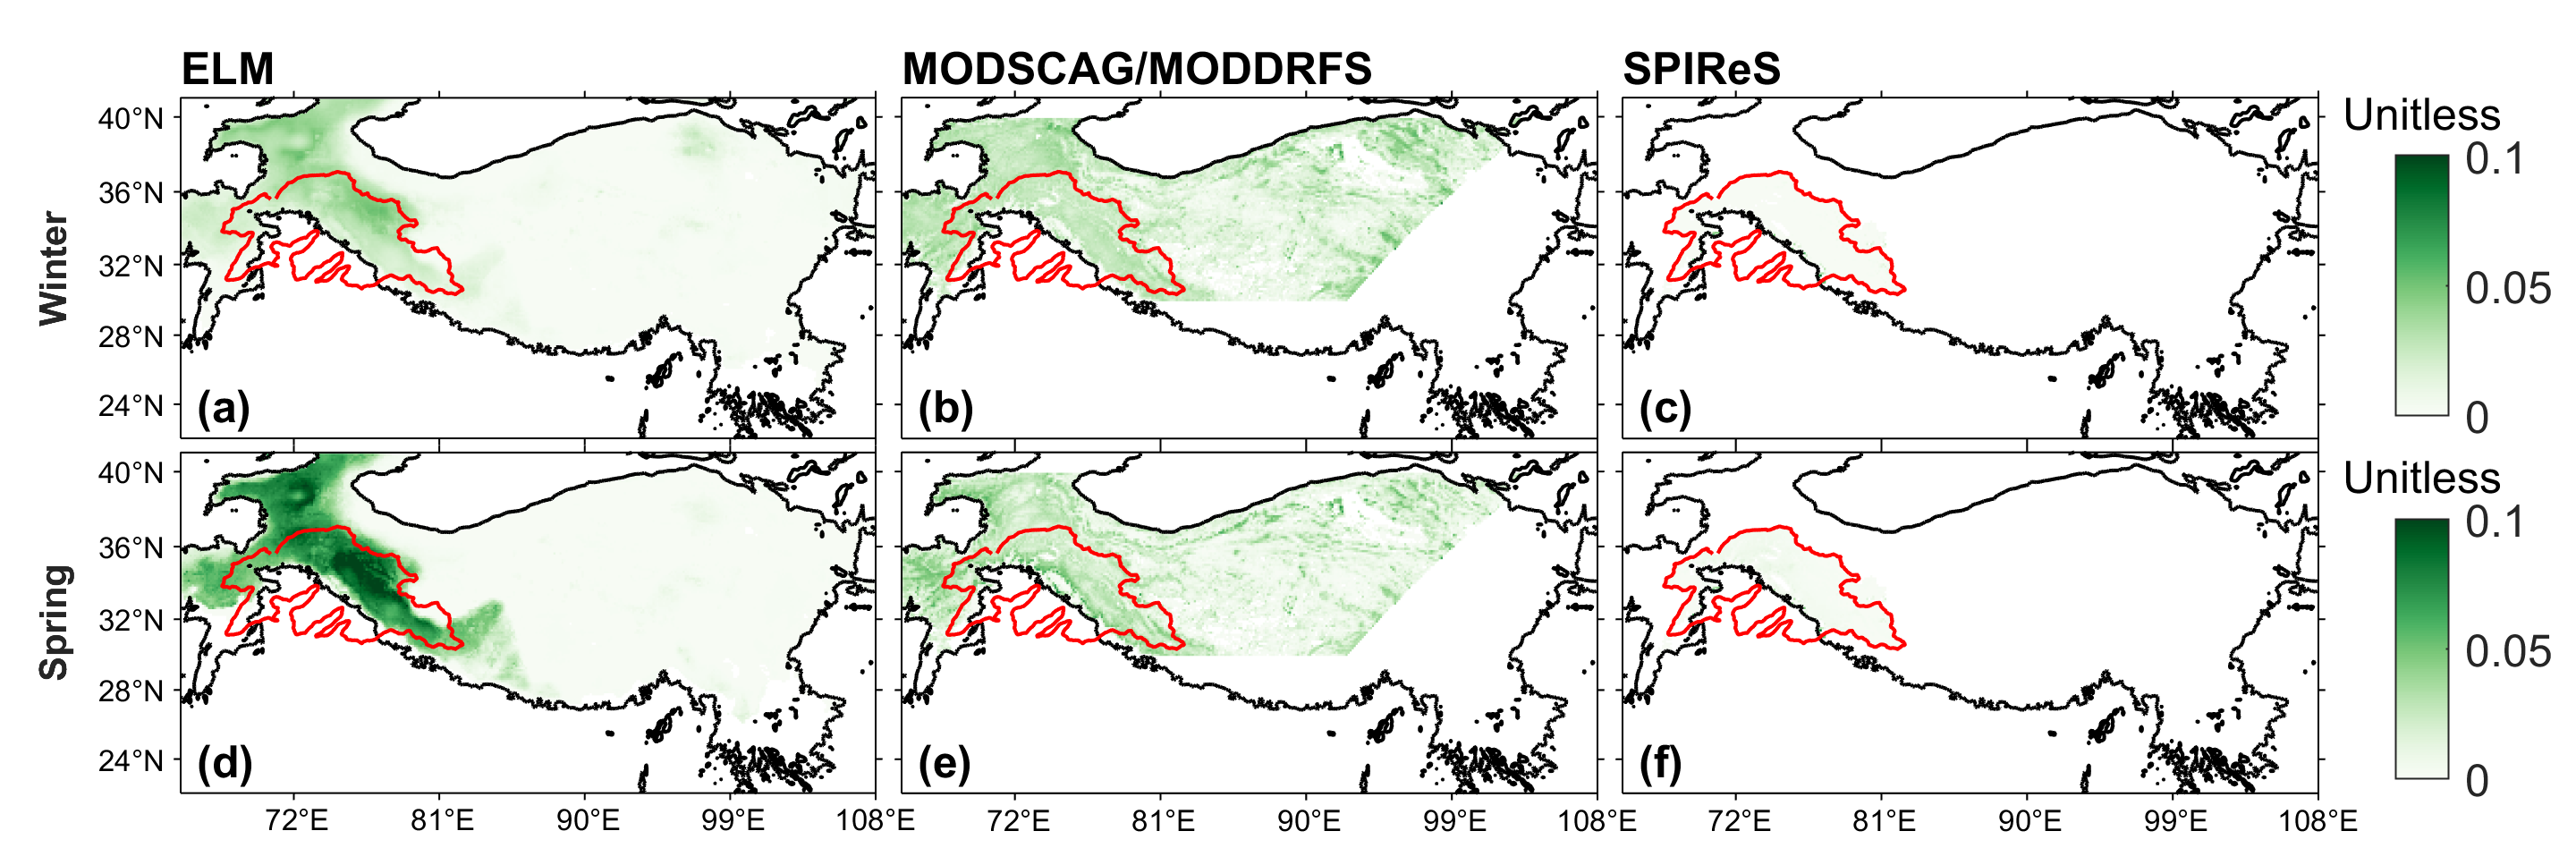 ELM MODSCAG/MODDRFS SPIReS
Unitless
40°N
36°N
32°N
28°N
24°N
Winter
(a) (b) (c)
0.1
0.05
0
Unitless
40°N
36°N
32°N
28°N
24°N
Spring
(d) (e) (f)
0.1
0.05
0
72°E 81°E 90°E 99°E 108°E 72°E 81°E 90°E 99°E 108°E 72°E 81°E 90°E 99°E 108°E